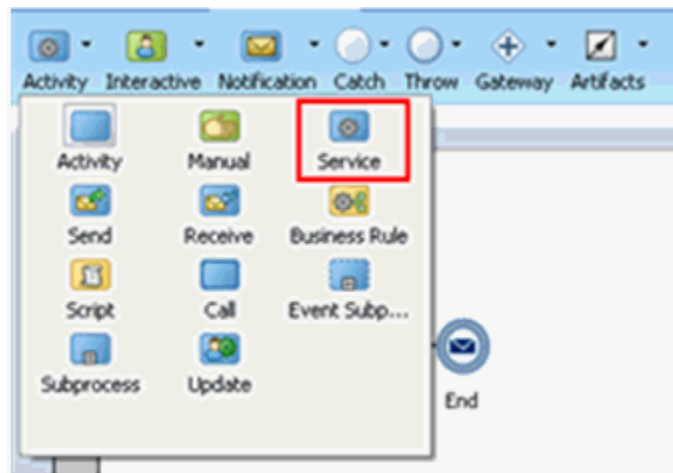 Activity Interactive Notification Catch Throw Gateway Artifacts
Activity Manual Service
Send Receive Business Rule
Script Call Event Subp...
Subprocess Update
End